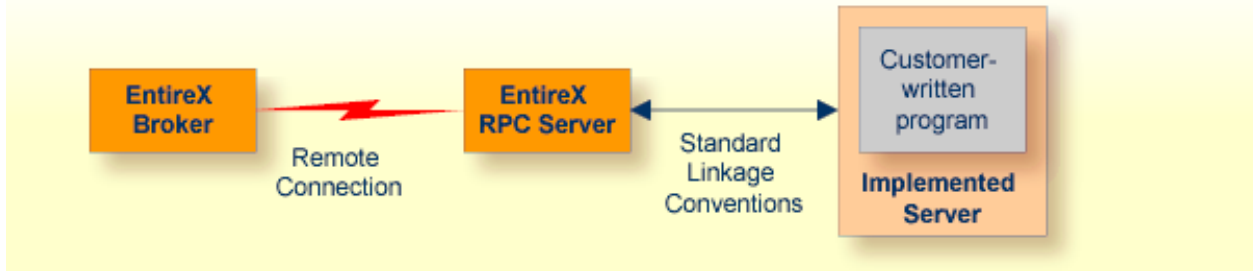 EntireX
Broker
Remote
Connection
EntireX
RPC Server
Standard
Linkage
Conventions
Customer-
written
program
Implemented
Server